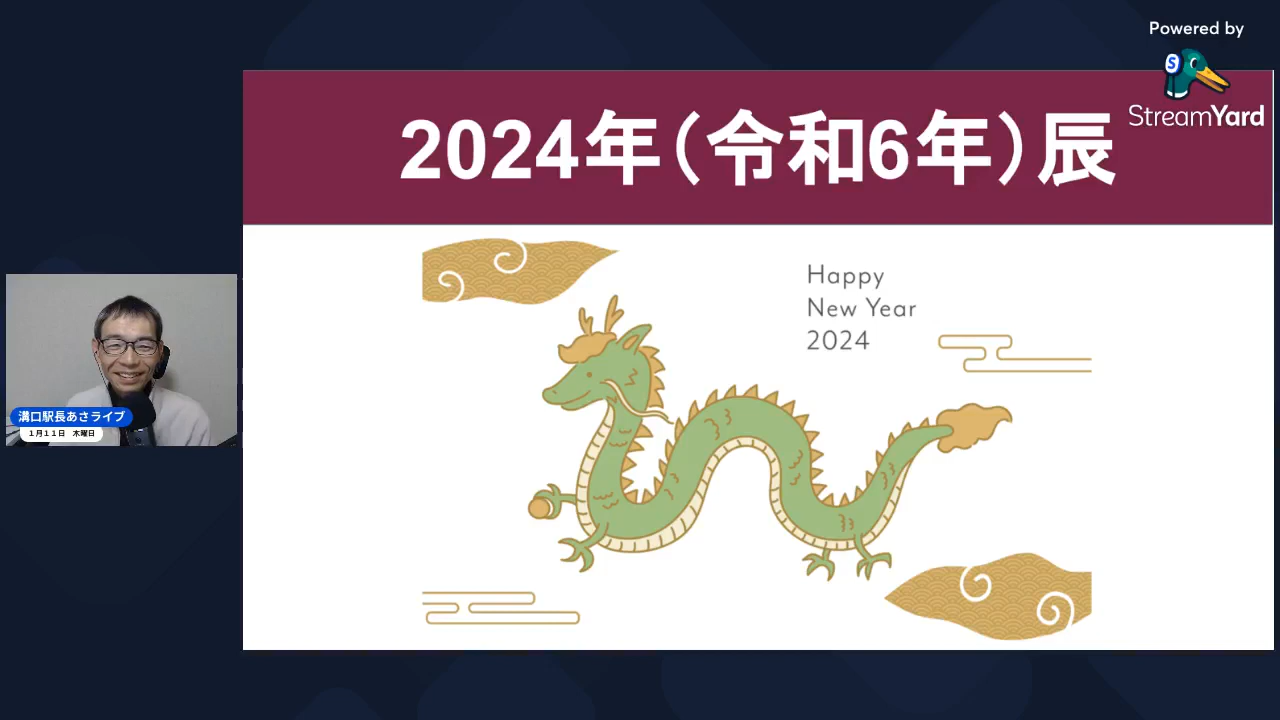 Powered by
S
StreamYard
2024年(令和6年)辰
Happy
New Year
2024
溝口駅長あさライブ
1月11日 木曜日